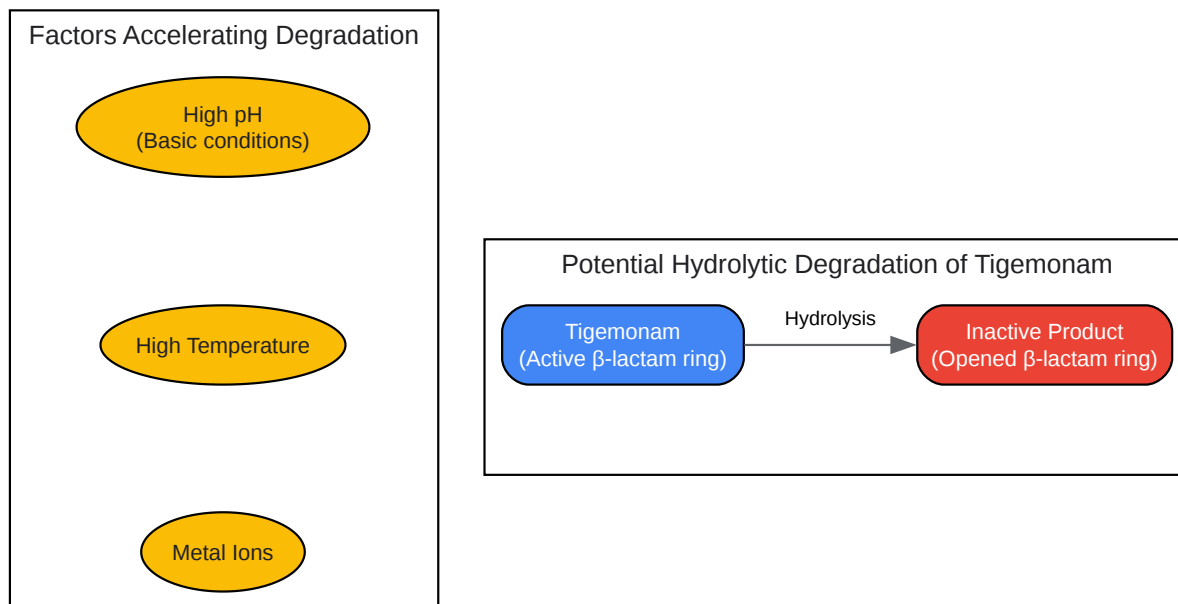 Factors Accelerating Degradation
High pH
(Basic conditions)
High Temperature
Metal Ions
Potential Hydrolytic Degradation of Tigemonam
Tigemonam
(Active β-lactam ring)
Hydrolysis
Inactive Product
(Opened β-lactam ring)